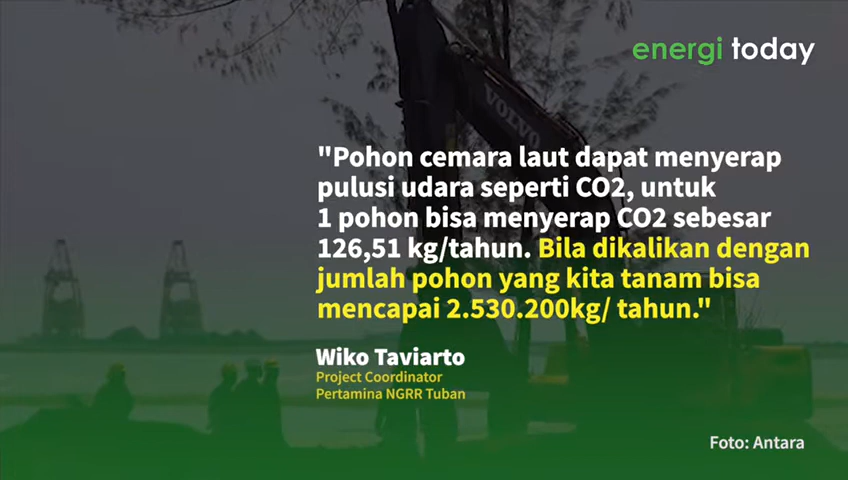 energi today
VOLVO
"Pohon cemara laut dapat menyerap
pulusi udara seperti CO2, untuk
1 pohon bisa menyerap CO2 sebesar
126,51 kg/tahun. Bila dikalikan dengan
jumlah pohon yang kita tanam bisa
mencapai 2.530.200kg/ tahun."
Wiko Taviarto
Project Coordinator
Pertamina NGRR Tuban
Foto: Antara